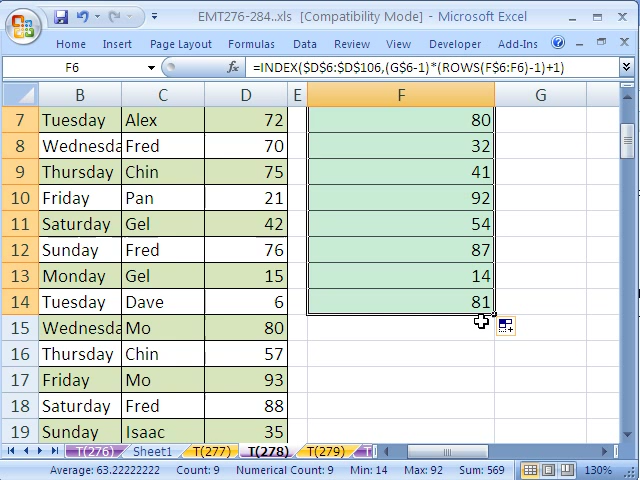 EMT276-284..xls [Compatibility Mode] - Microsoft Excel
Home Insert Page Layout Formulas Data Review View Developer Add-Ins
F6 fx =INDEX($D$6:$D$106,(G$6-1)*(ROWS(F$6:F6)-1)+1)
B C D E F G
7 Tuesday Alex 72 80
8 Wednesda Fred 70 32
9 Thursday Chin 75 41
10 Friday Pan 21 92
11 Saturday Gel 42 54
12 Sunday Fred 76 87
13 Monday Gel 15 14
14 Tuesday Dave 6 81
15 Wednesda Mo 80
16 Thursday Chin 57
17 Friday Mo 93
18 Saturday Fred 88
19 Sunday Isaac 35
T(276) Sheet1 T(277) T(278) T(279) T
Average: 63.22222222 Count: 9 Numerical Count: 9 Min: 14 Max: 92 Sum: 569 130%